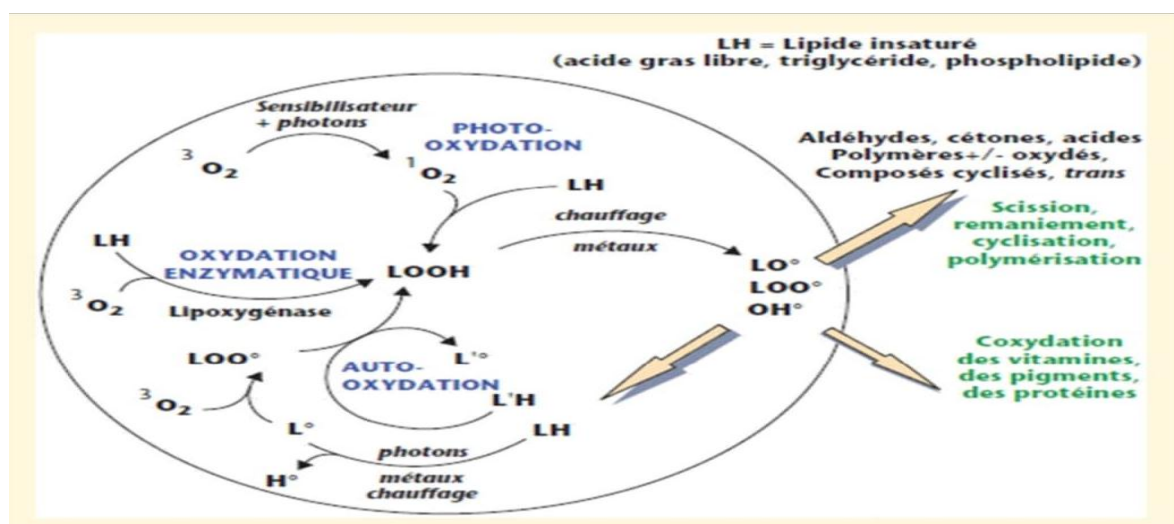 LH = Lipide insaturé
(acide gras libre, triglycéride, phospholipide)
Sensibilisateur
+ photons
PHOTO-
OXYDATION
³O₂
¹O₂
LH
Aldéhydes, cétones, acides
Polymères+/- oxydés,
Composés cyclisés, trans
chauffage
métaux
Scission,
remaniement,
cyclisation,
polymérisation
LH
OXYDATION
ENZYMATIQUE
LOOH
³O₂
Lipoxygénase
LO°
LOO°
OH°
LOO°
L'°
AUTO-
OXYDATION
Coxydation
des vitamines,
des pigments,
des protéines
³O₂
L'H
L°
LH
photons
H°
métaux
chauffage